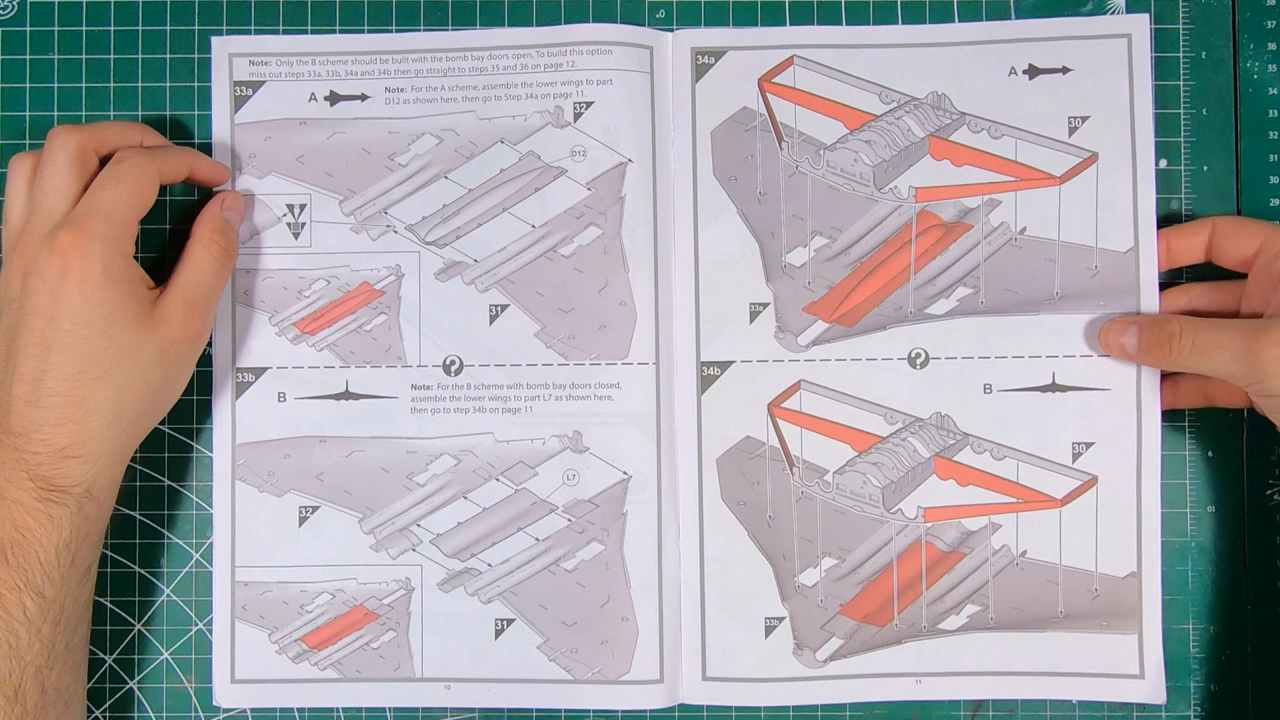 Note: Only the B scheme should be built with the bomb bay doors open. To build this option
miss out steps 33a, 33b, 34a and 34b then go straight to steps 35 and 36 on page 12.
33a
A
Note: For the A scheme, assemble the lower wings to part
D12 as shown here, then go to Step 34a on page 11.
32
D12
31
?
33b
B
Note: For the B scheme with bomb bay doors closed,
assemble the lower wings to part L7 as shown here,
then go to step 34b on page 11
L7
32
31
10
34a
A
30
33a
?
34b
B
30
33b
11